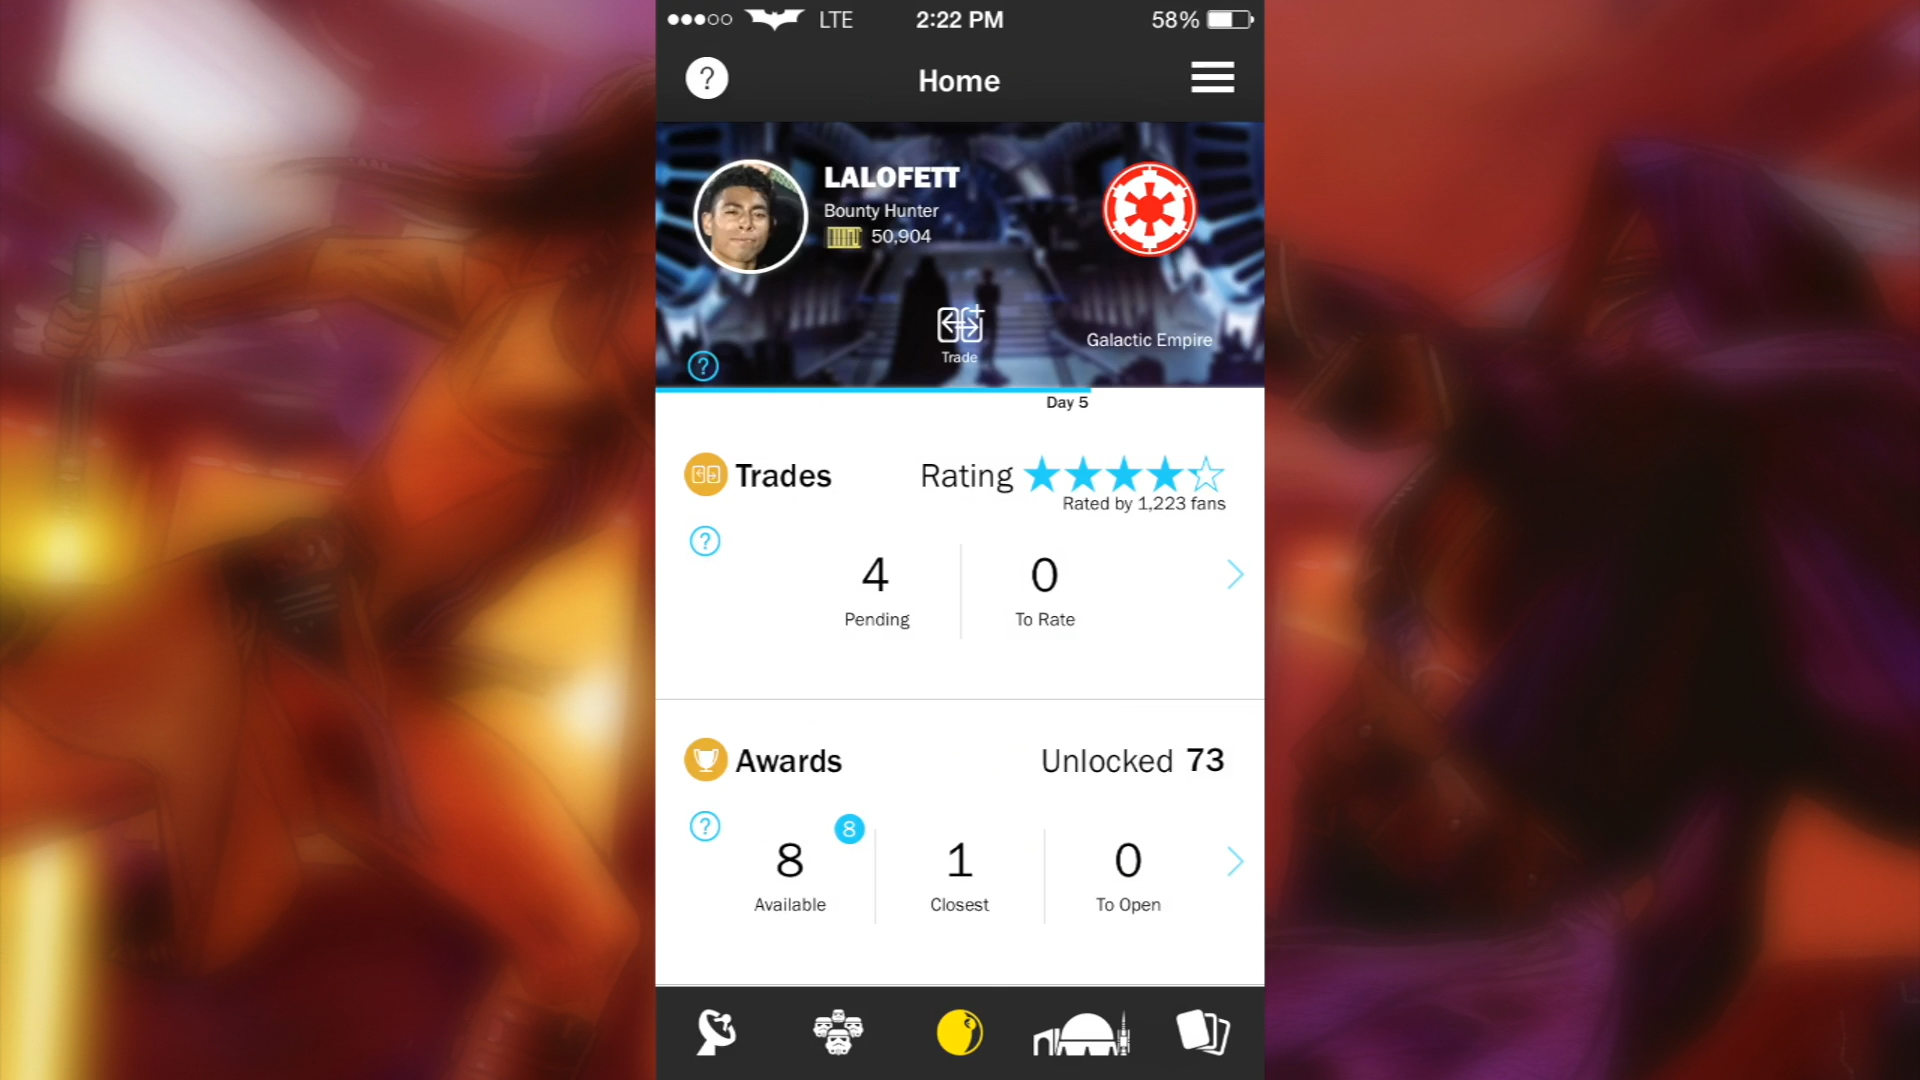 LTE 2:22 PM 58%
? Home
LALOFETT
Bounty Hunter
50,904
Trade
Galactic Empire
?
Day 5
Trades Rating
Rated by 1,223 fans
?
4 0
Pending To Rate
Awards Unlocked 73
? 8
8 1 0
Available Closest To Open